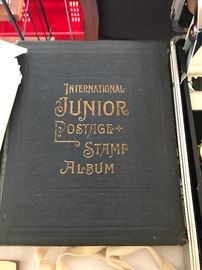 INTERNATIONAL
JUNIOR
POSTAGE
STAMP
ALBUM